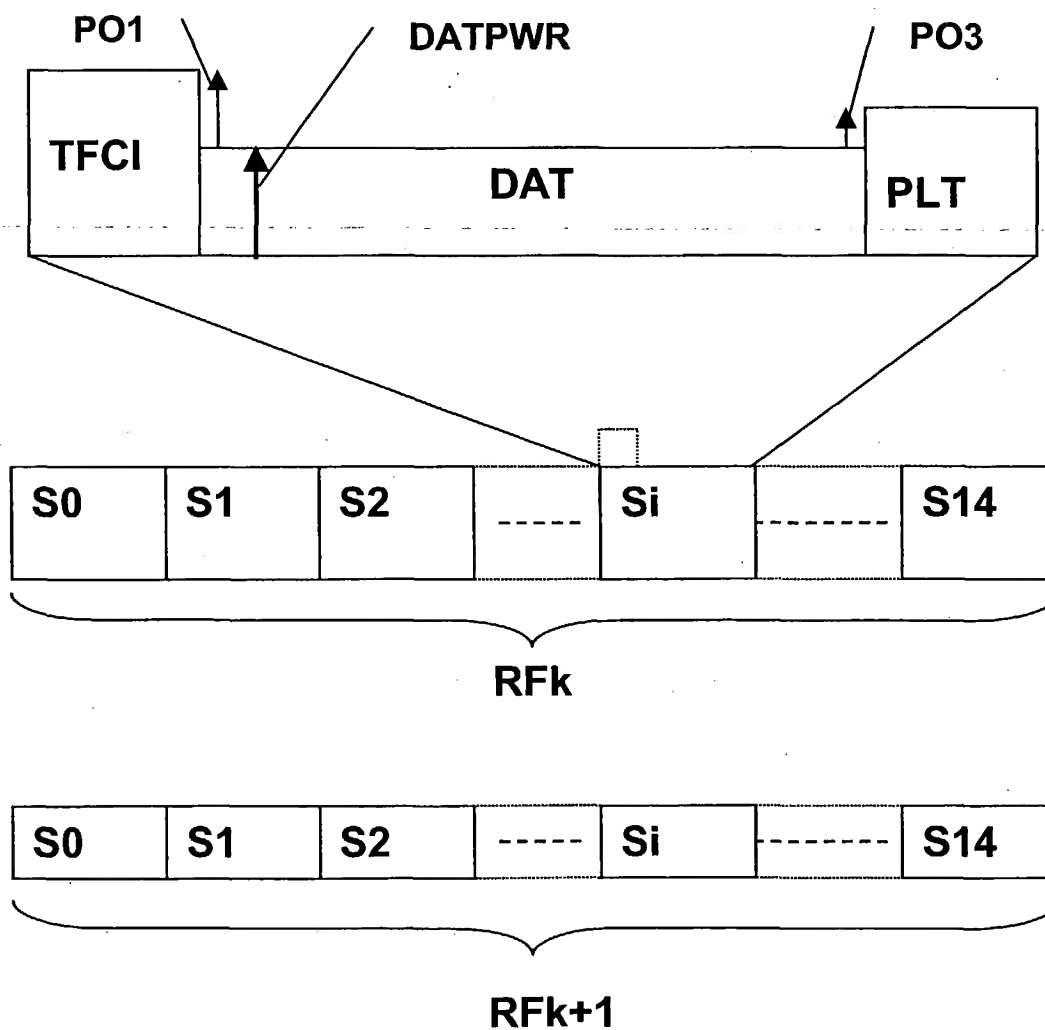 PO1 DATPWR PO3
TFCI DAT PLT
S0 S1 S2 ----- Si ------- S14
RFk
S0 S1 S2 ----- Si ------- S14
RFk+1